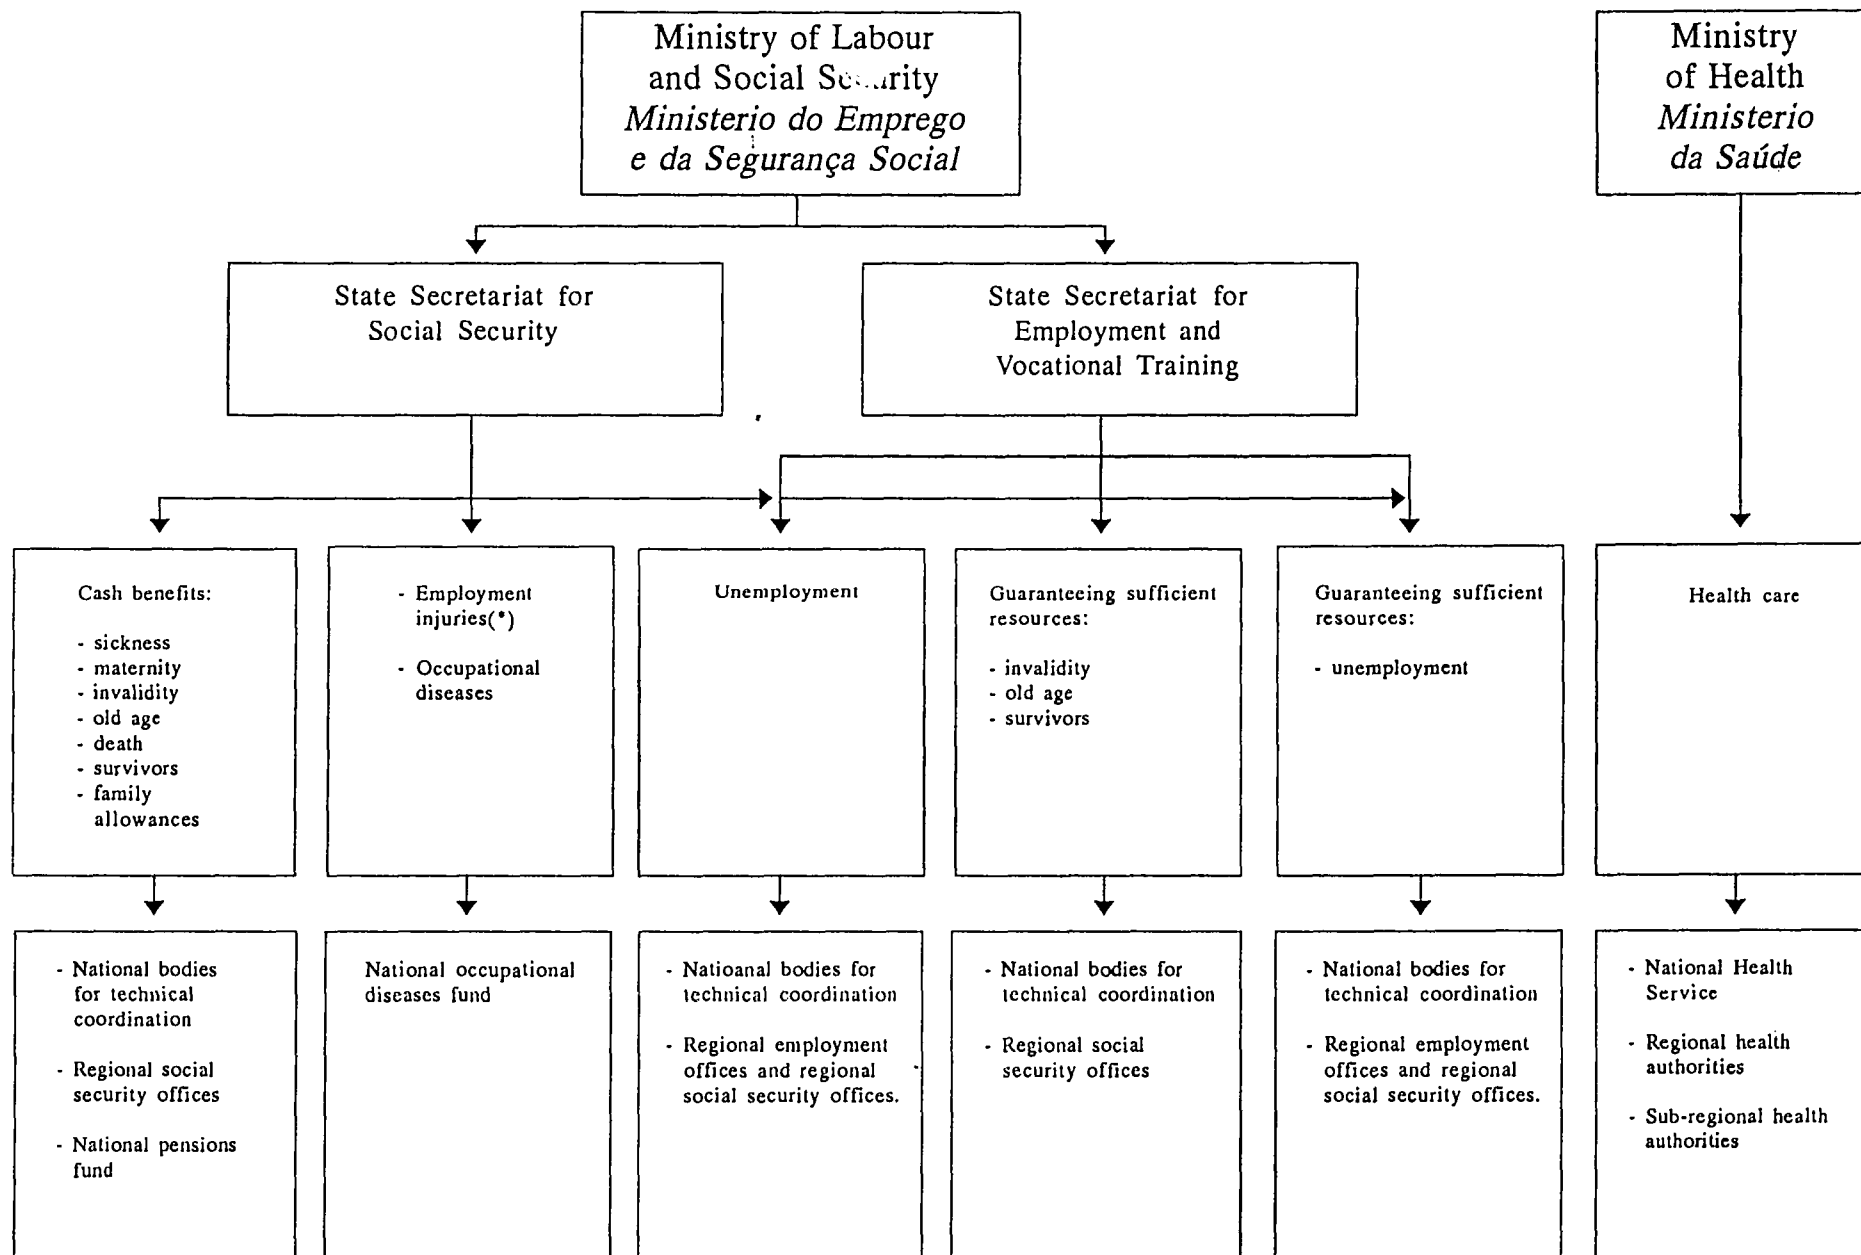 Ministry of Labour
and Social Security
Ministerio do Emprego
e da Segurança Social
Ministry
of Health
Ministerio
da Saúde
State Secretariat for
Social Security
State Secretariat for
Employment and
Vocational Training
Cash benefits:
- sickness
- maternity
- invalidity
- old age
- death
- survivors
- family
allowances
- Employment
injuries(*)
- Occupational
diseases
Unemployment
Guaranteeing sufficient
resources:
- invalidity
- old age
- survivors
Guaranteeing sufficient
resources:
- unemployment
Health care
- National bodies
for technical
coordination
- Regional social
security offices
- National pensions
fund
National occupational
diseases fund
- Natioanal bodies for
technical coordination
- Regional employment
offices and regional
social security offices.
- National bodies for
technical coordination
- Regional social
security offices
- National bodies for
technical coordination
- Regional employment
offices and regional
social security offices.
- National Health
Service
- Regional health
authorities
- Sub-regional health
authorities